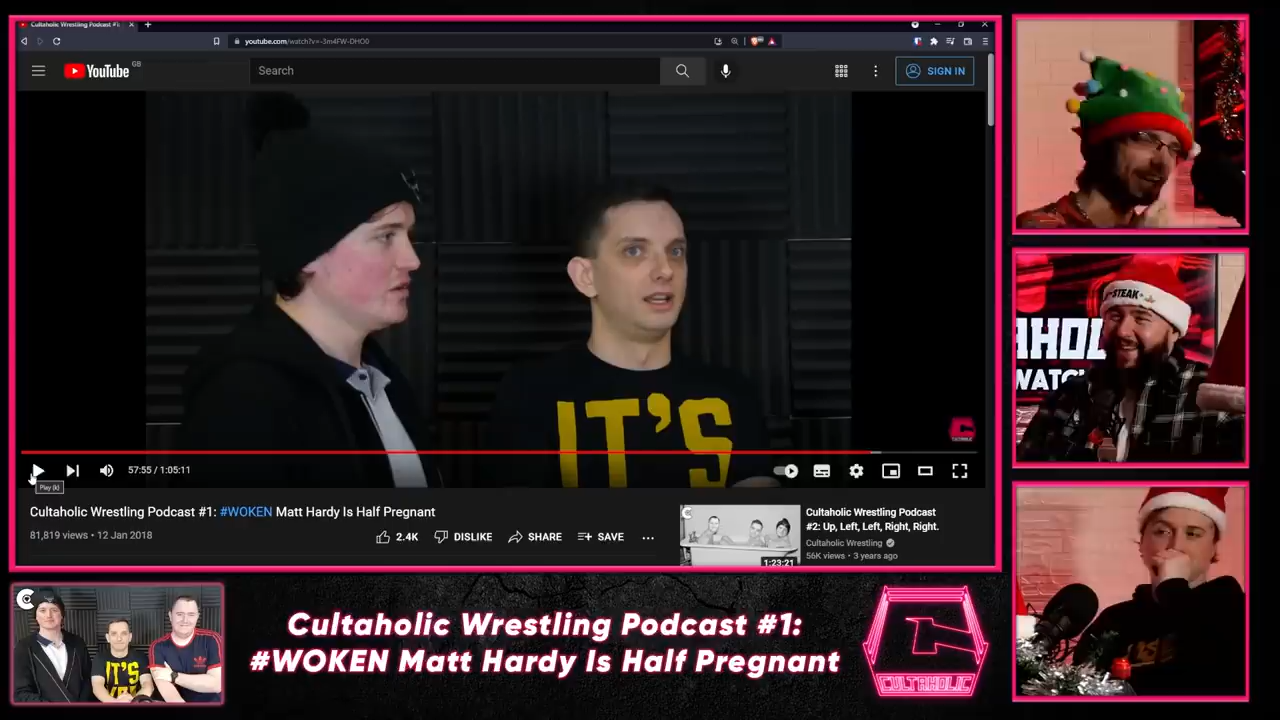 Cultaholic Wrestling Podcast #1:
youtube.com/watch?v=-3m4FW-DHO0
YouTube GB
Search
SIGN IN
IT'S
CULTAHOLIC
57:55 / 1:05:11
Play (k)
Cultaholic Wrestling Podcast #1: #WOKEN Matt Hardy Is Half Pregnant
81,819 views • 12 Jan 2018
2.4K
DISLIKE
SHARE
SAVE
1:23:21
Cultaholic Wrestling Podcast
#2: Up, Left, Left, Right, Right.
Cultaholic Wrestling
56K views • 3 years ago
STEAK
AHOL
WATC
IT'S
Cultaholic Wrestling Podcast #1:
#WOKEN Matt Hardy Is Half Pregnant
CULTAHOLIC